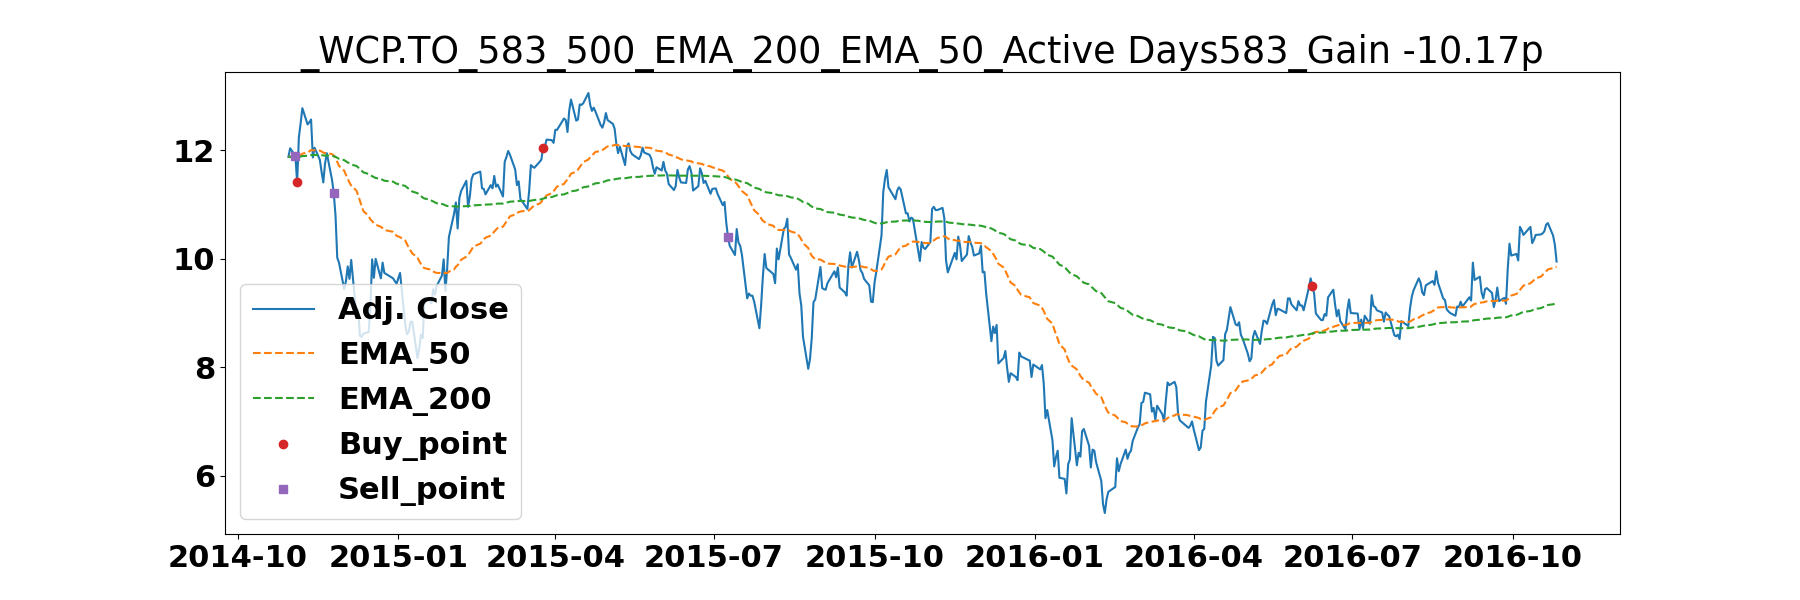 _WCP.TO_583_500_EMA_200_EMA_50_Active Days583_Gain -10.17p
12
10
8
6
Adj. Close
EMA_50
EMA_200
Buy_point
Sell_point
2014-10 2015-01 2015-04 2015-07 2015-10 2016-01 2016-04 2016-07 2016-10